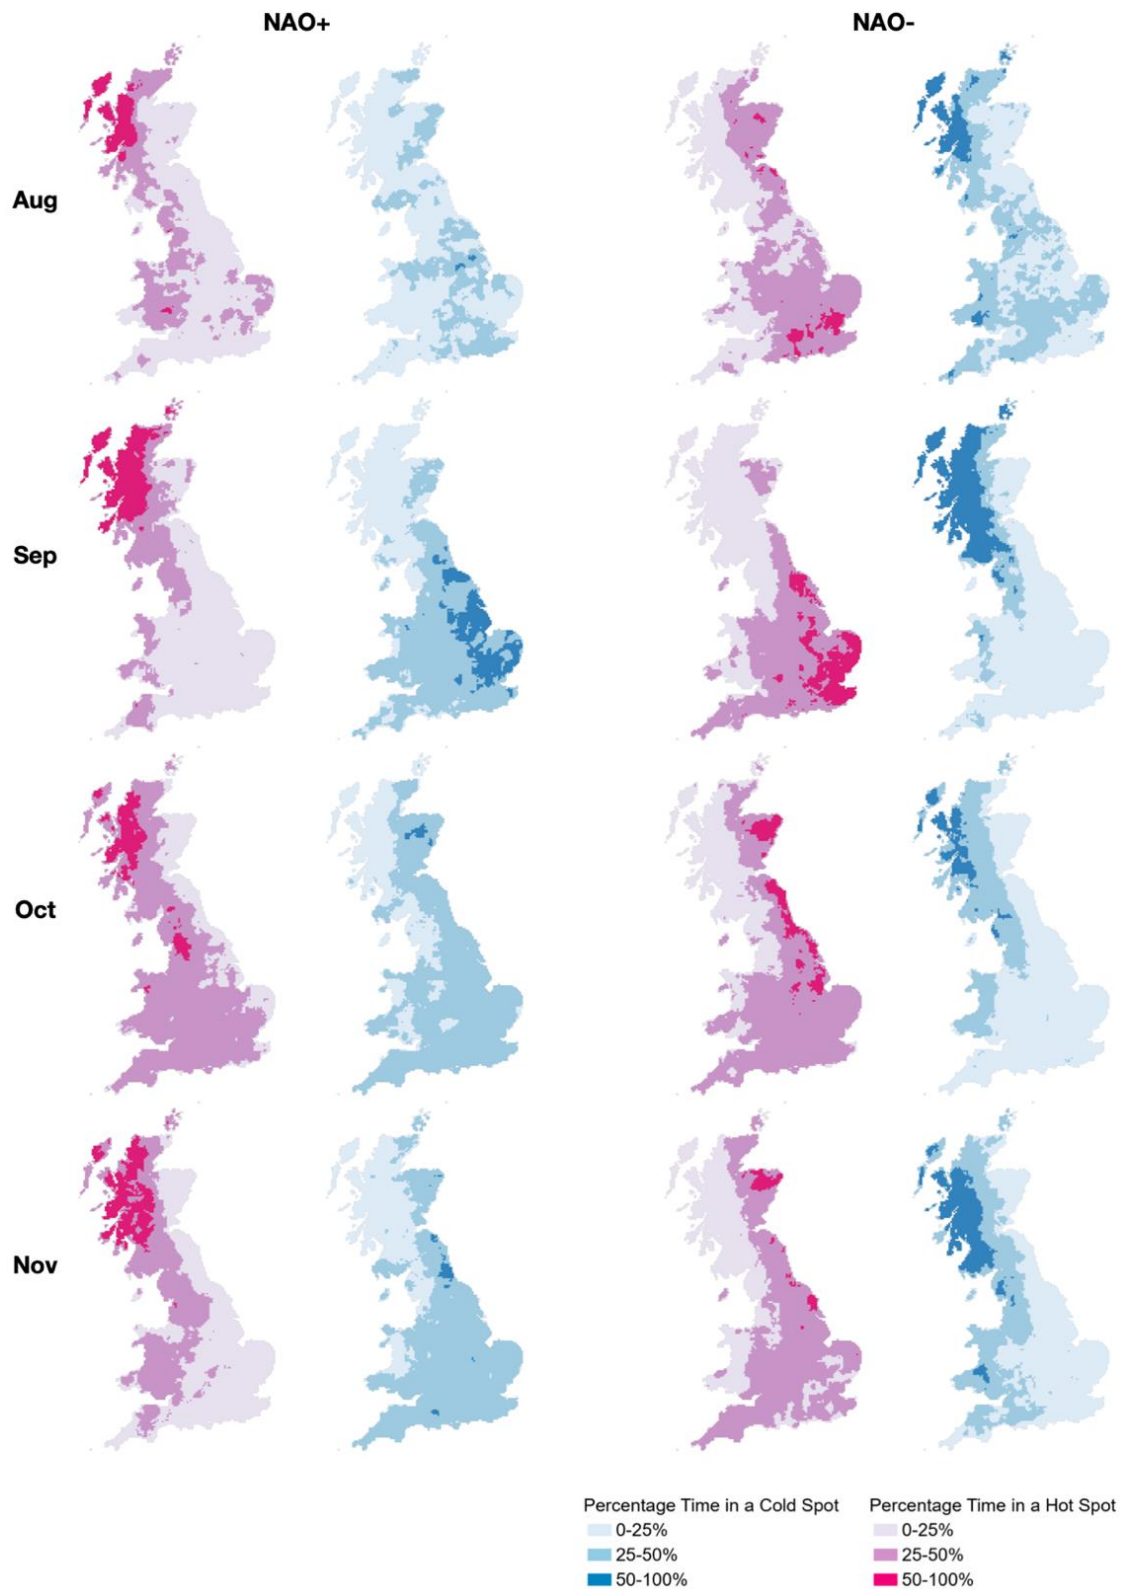 NAO+ NAO-
Aug
Sep
Oct
Nov
Percentage Time in a Cold Spot Percentage Time in a Hot Spot
0-25% 0-25%
25-50% 25-50%
50-100% 50-100%